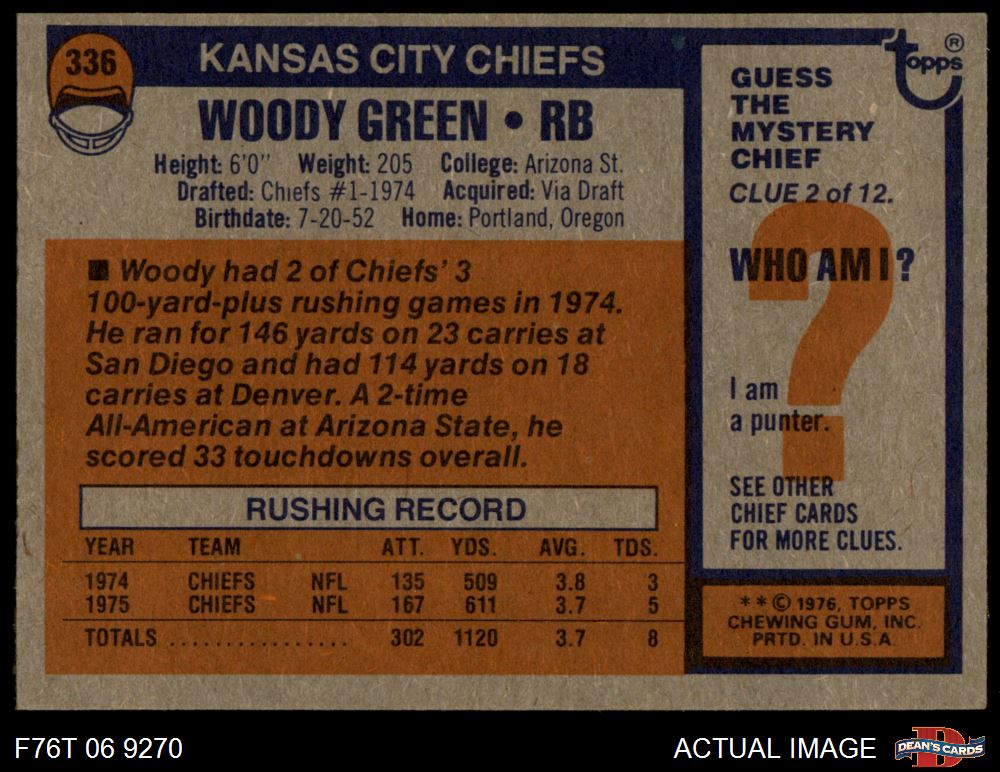 336
KANSAS CITY CHIEFS
WOODY GREEN • RB
Height: 6'0" Weight: 205 College: Arizona St.
Drafted: Chiefs #1-1974 Acquired: Via Draft
Birthdate: 7-20-52 Home: Portland, Oregon
■ Woody had 2 of Chiefs' 3
100-yard-plus rushing games in 1974.
He ran for 146 yards on 23 carries at
San Diego and had 114 yards on 18
carries at Denver. A 2-time
All-American at Arizona State, he
scored 33 touchdowns overall.
RUSHING RECORD
YEAR TEAM ATT. YDS. AVG. TDS.
1974 CHIEFS NFL 135 509 3.8 3
1975 CHIEFS NFL 167 611 3.7 5
TOTALS ................ 302 1120 3.7 8
topps ®
GUESS
THE
MYSTERY
CHIEF
CLUE 2 of 12.
?
WHO AM I?
I am
a punter.
SEE OTHER
CHIEF CARDS
FOR MORE CLUES.
**© 1976, TOPPS
CHEWING GUM, INC.
PRTD. IN U.S.A.
F76T 06 9270
ACTUAL IMAGE
D
DEAN'S CARDS